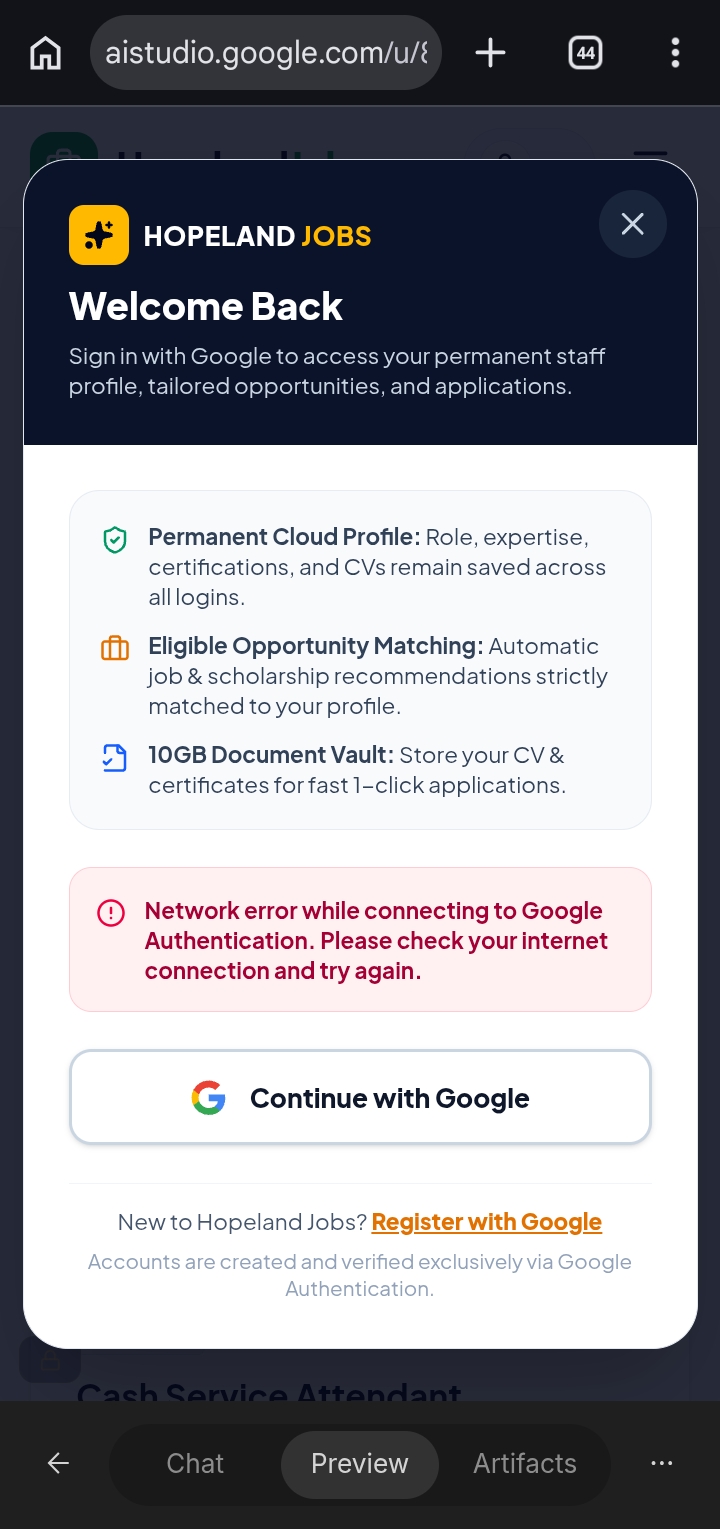 aistudio.google.com/u/
44
HOPELAND JOBS
Welcome Back
Sign in with Google to access your permanent staff
profile, tailored opportunities, and applications.
Permanent Cloud Profile: Role, expertise,
certifications, and CVs remain saved across
all logins.
Eligible Opportunity Matching: Automatic
job & scholarship recommendations strictly
matched to your profile.
10GB Document Vault: Store your CV &
certificates for fast 1-click applications.
Network error while connecting to Google
Authentication. Please check your internet
connection and try again.
Continue with Google
New to Hopeland Jobs? Register with Google
Accounts are created and verified exclusively via Google
Authentication.
Cash Service Attendant
Chat
Preview
Artifacts